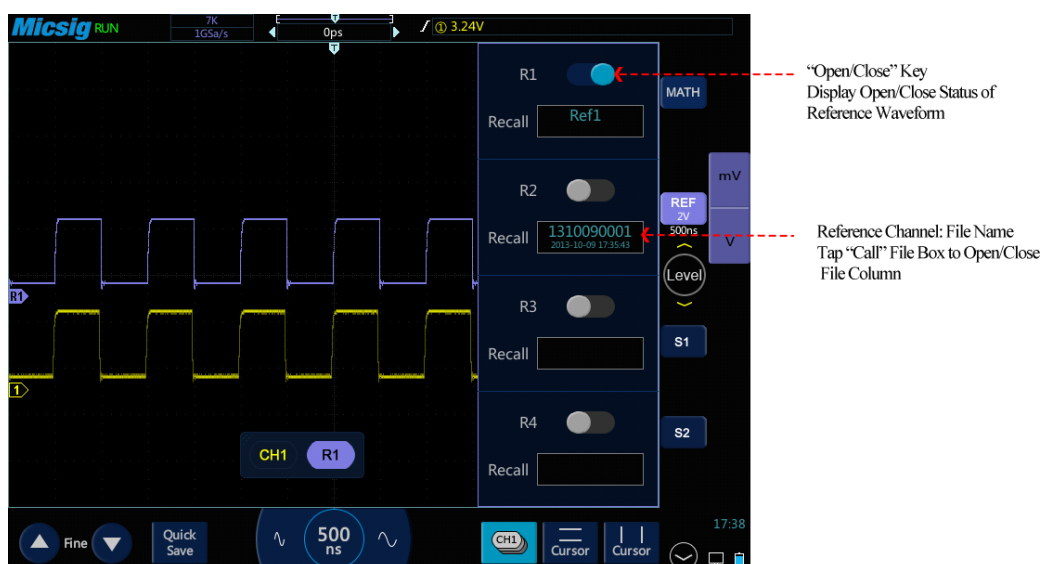 Micsig RUN
7K
1GSa/s
T
0ps
1 3.24V
T
R1
Recall
Ref1
R2
Recall
1310090001
2013-10-09 17:35:43
R3
Recall
R4
Recall
MATH
REF
2V
500ns
Level
S1
S2
mV
V
R1
1
CH1
R1
Fine
Quick
Save
500
ns
CH1
Cursor
Cursor
17:38
“Open/Close” Key
Display Open/Close Status of
Reference Waveform
Reference Channel: File Name
Tap “Call” File Box to Open/Close
File Column